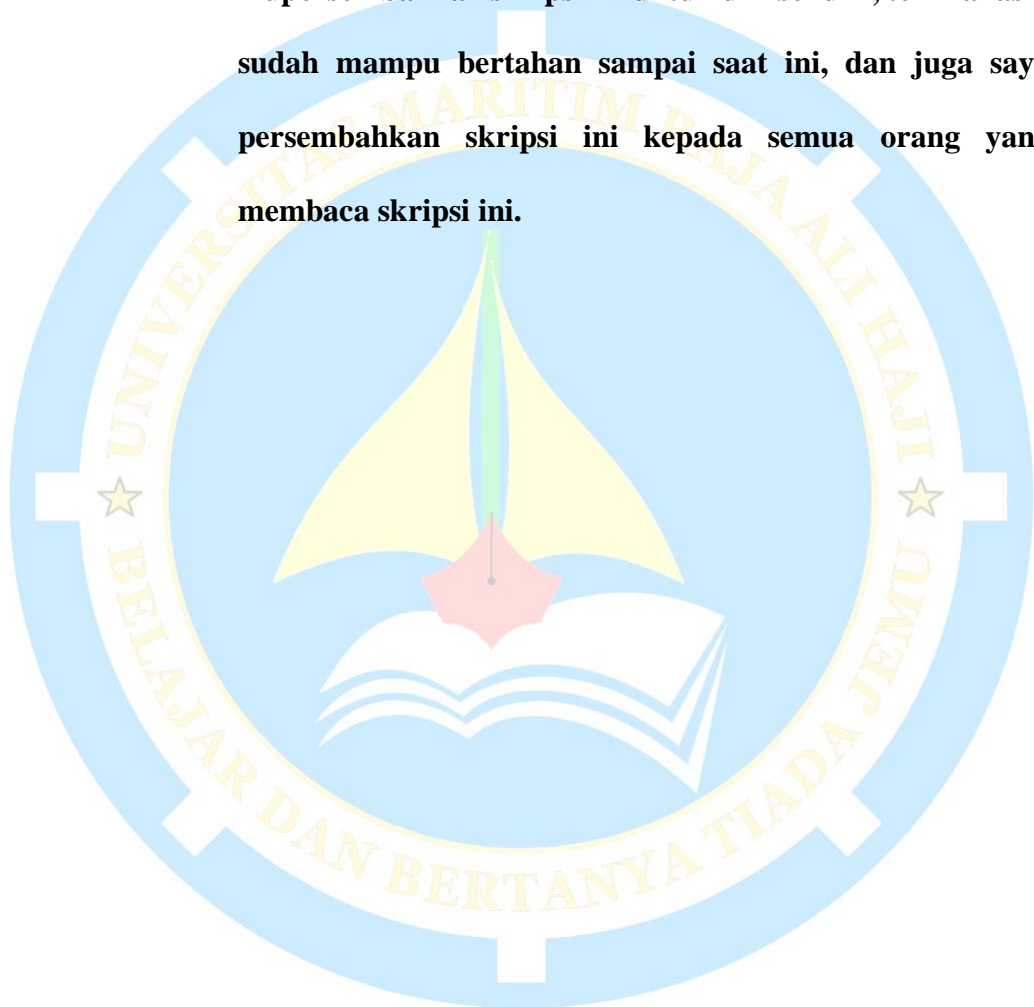 sudah mampu bertahan sampai saat ini, dan juga say
persembahkan skripsi ini kepada semua orang yan
membaca skripsi ini.
UNIVERSITAS MARITIM RAJA ALI HAJI
BELAJAR DAN BERTANYA TIADA JEMU